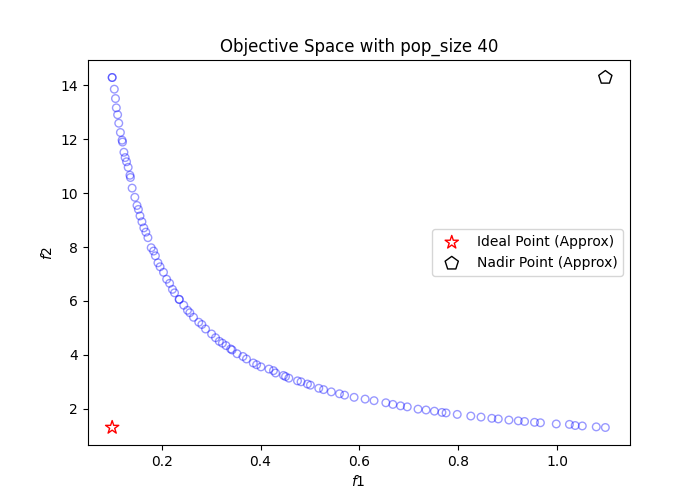 Objective Space with pop_size 40
14
12
10
8
6
4
2
f2
Ideal Point (Approx)
Nadir Point (Approx)
0.2
0.4
0.6
0.8
1.0
f1